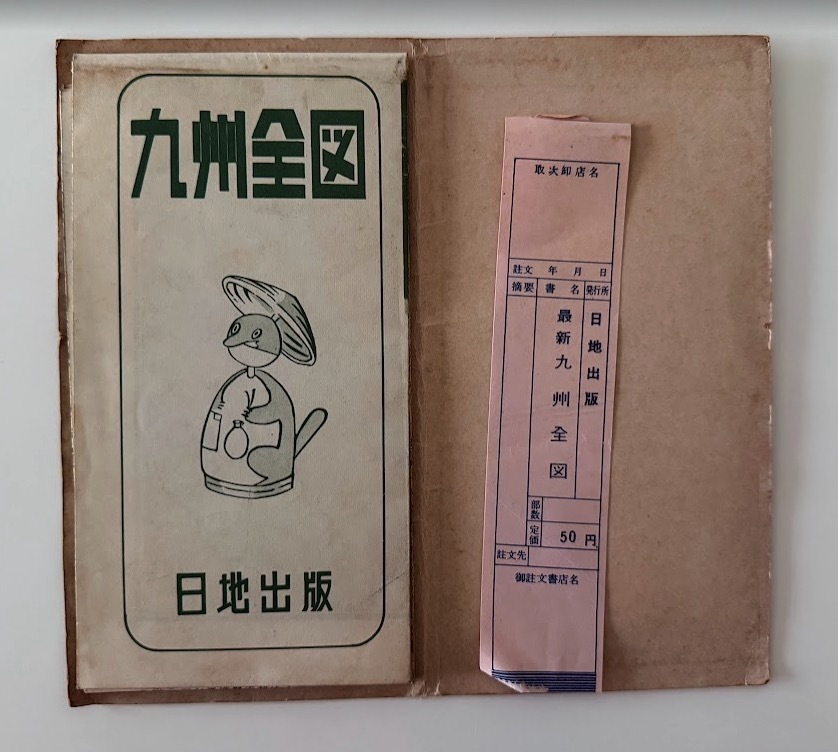 九州全図
日地出版
取次卸店名
註文 年 月 日
摘要 書名 発行所
日地出版
最新九州全図
部数
定価 50円
註文先
御註文書店名